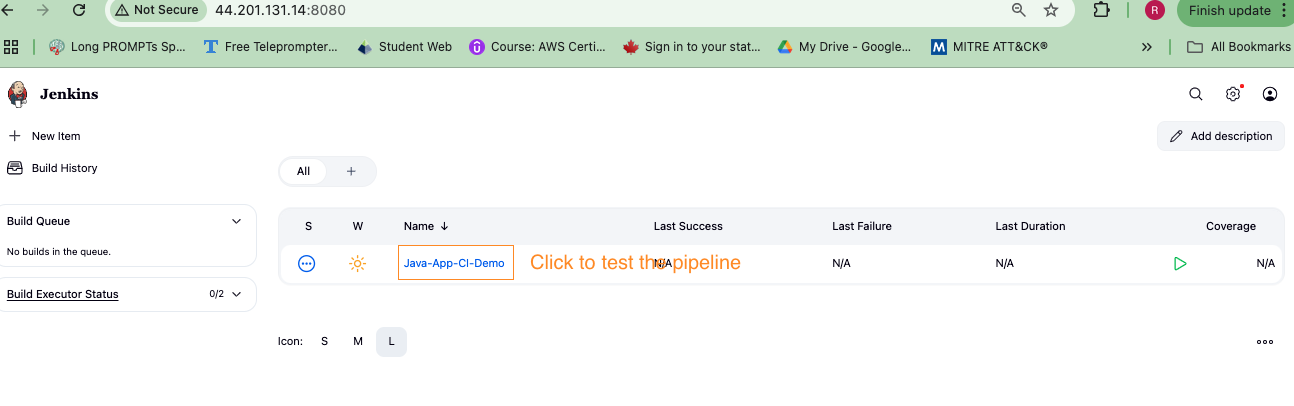 Not Secure 44.201.131.14:8080 R Finish update
Long PROMPTs Sp... Free Teleprompter... Student Web Course: AWS Certi... Sign in to your stat... My Drive - Google... MITRE ATT&CK® » All Bookmarks
Jenkins
New Item
Add description
Build History
All +
Build Queue
No builds in the queue.
Build Executor Status 0/2
S W Name ↓ Last Success Last Failure Last Duration Coverage
Java-App-CI-Demo N/A N/A N/A N/A
Click to test the pipeline
Icon: S M L